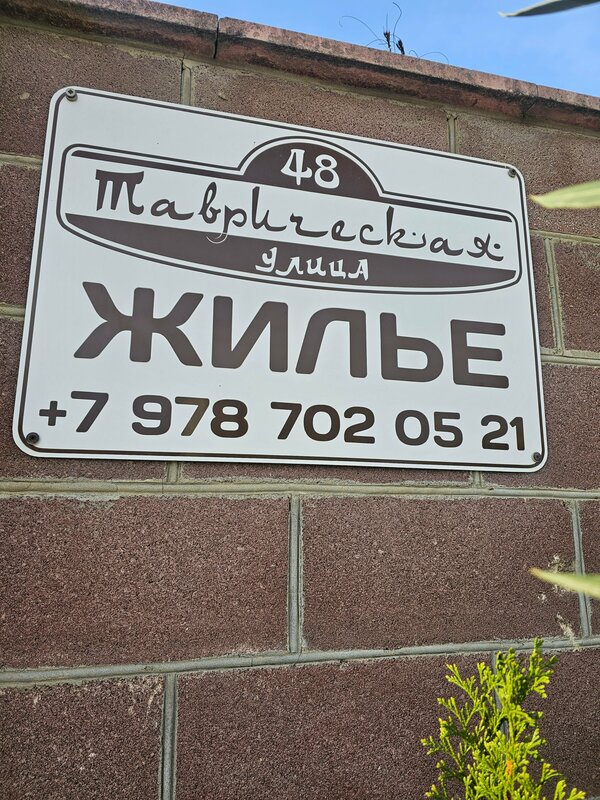 48
Таврическая
улица
ЖИЛЬЕ
+7 978 702 05 21